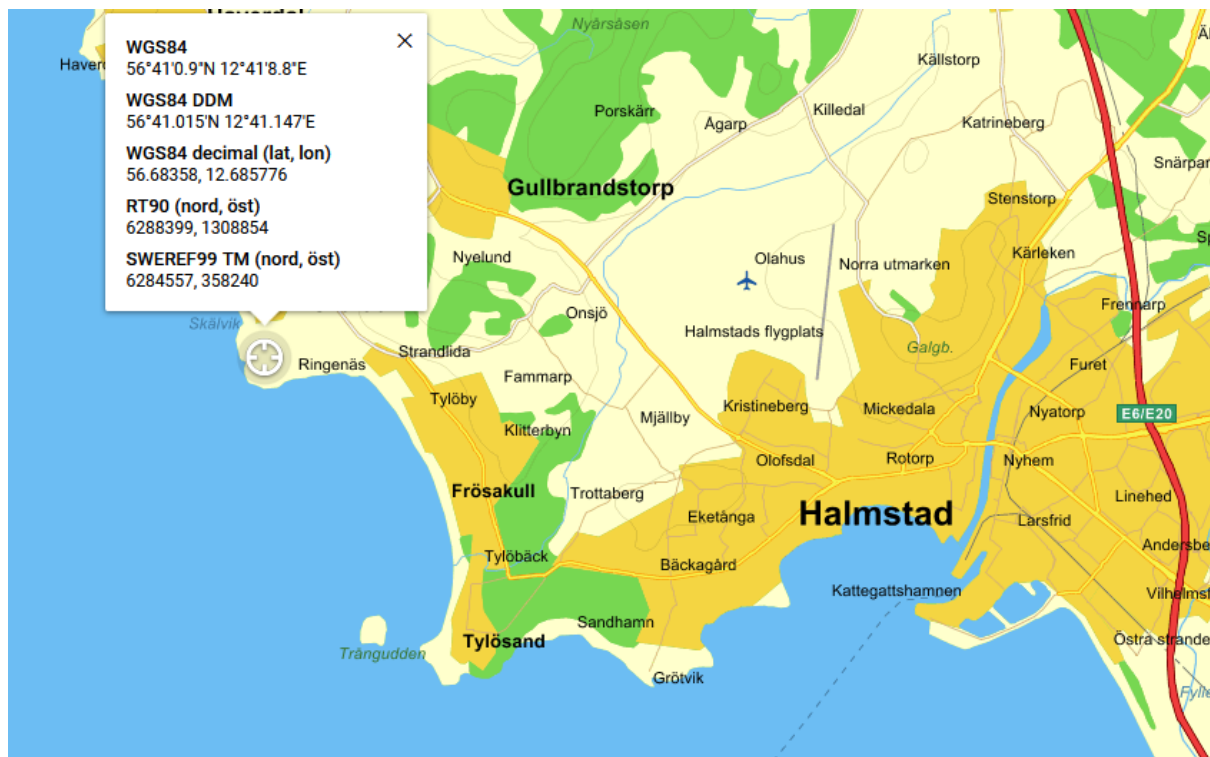 WGS84
56°41'0.9"N 12°41'8.8"E
WGS84 DDM
56°41.015'N 12°41.147'E
WGS84 decimal (lat, lon)
56.68358, 12.685776
RT90 (nord, öst)
6288399, 1308854
SWEREF99 TM (nord, öst)
6284557, 358240
Nyårsåsen
Källstorp
Porskärr
Ågarp
Killedal
Katrineberg
Gullbrandstorp
Stenstorp
Nyelund
Olahus
Norra utmarken
Kärleken
Skälvik
Onsjö
Halmstads flygplats
Frennarp
Strandlida
Galgb.
Ringenäs
Fammarp
Furet
Tylöby
Kristineberg
Mickedala
Nyatorp
E6/E20
Mjällby
Klitterbyn
Olofsdal
Rotorp
Nyhem
Frösakull
Trottaberg
Linehed
Eketånga
Halmstad
Larsfrid
Tylöbäck
Bäckagård
Kattegattshamnen
Sandhamn
Tylösand
Trångudden
Grötvik